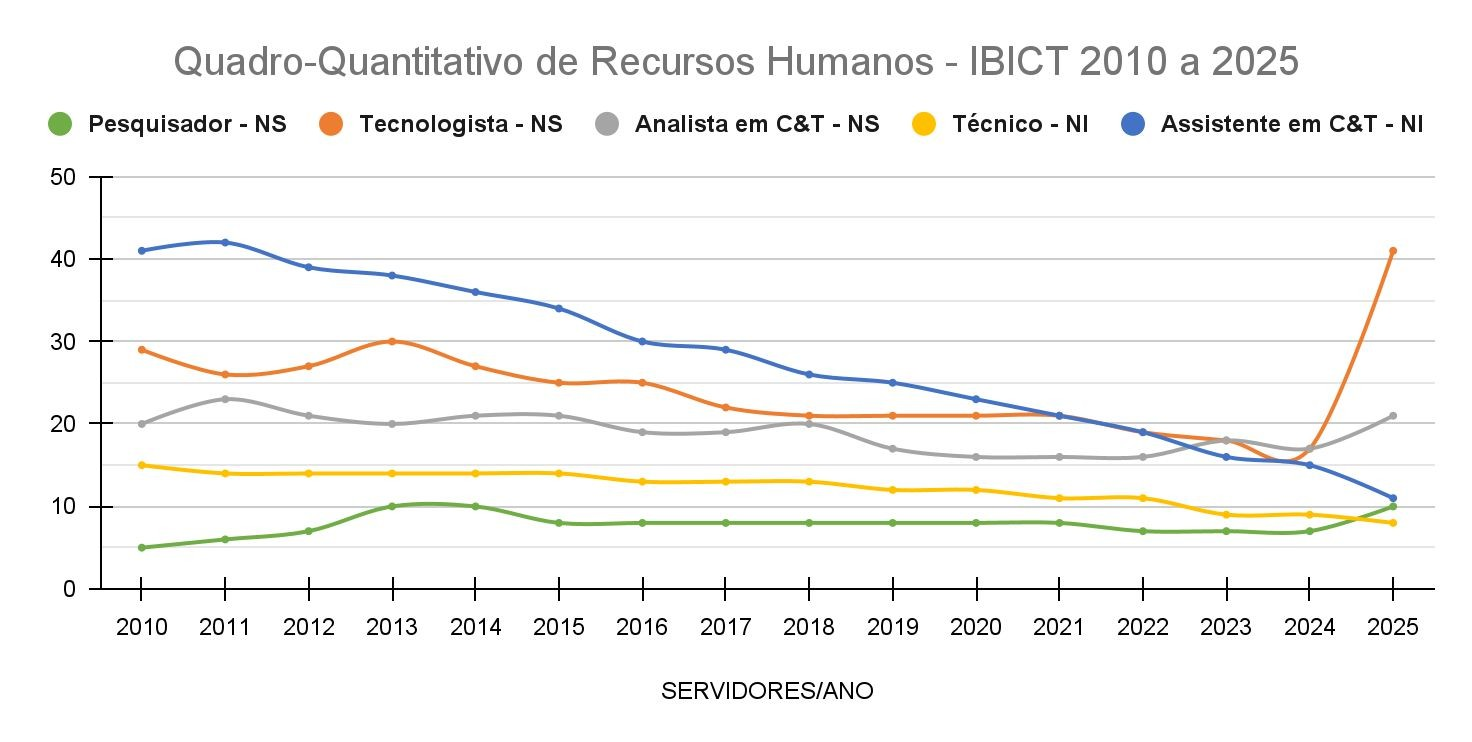 Quadro-Quantitativo de Recursos Humanos - IBICT 2010 a 2025
Pesquisador - NS Tecnologista - NS Analista em C&T - NS Técnico - NI Assistente em C&T - NI
50
40
30
20
10
0
2010 2011 2012 2013 2014 2015 2016 2017 2018 2019 2020 2021 2022 2023 2024 2025
SERVIDORES/ANO